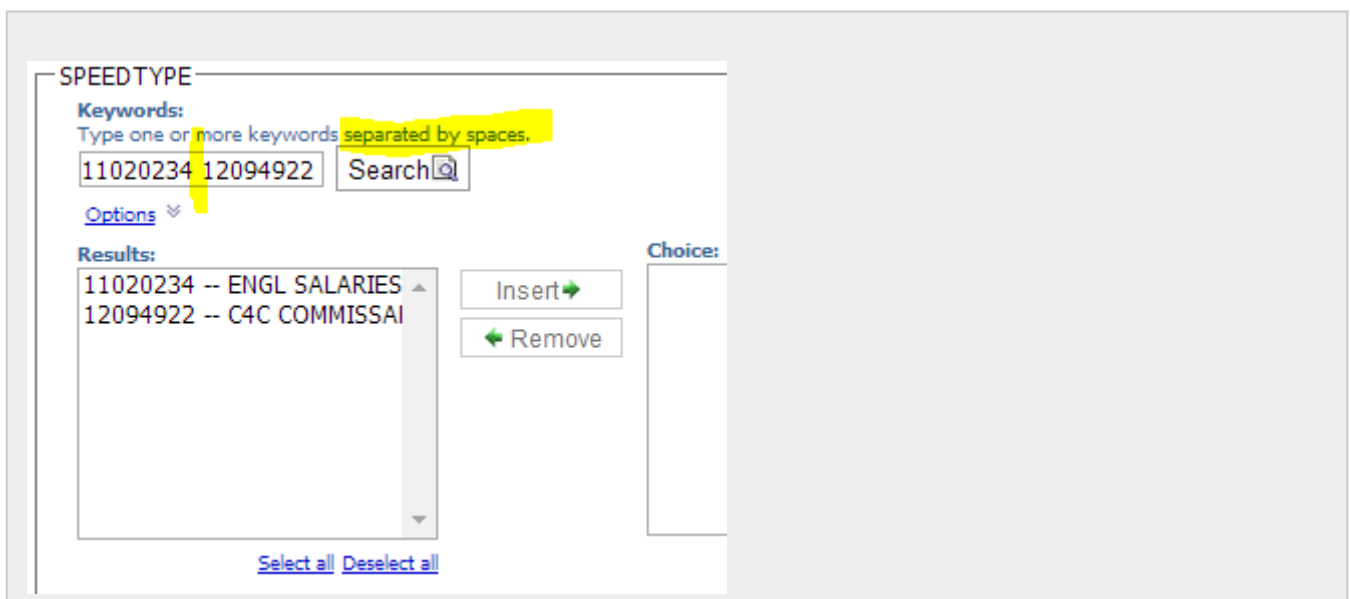 SPEEDTYPE
Keywords:
Type one or more keywords separated by spaces.
11020234 12094922 Search
Options
Results:
Choice:
11020234 -- ENGL SALARIES
12094922 -- C4C COMMISSAI
Insert
Remove
Select all Deselect all